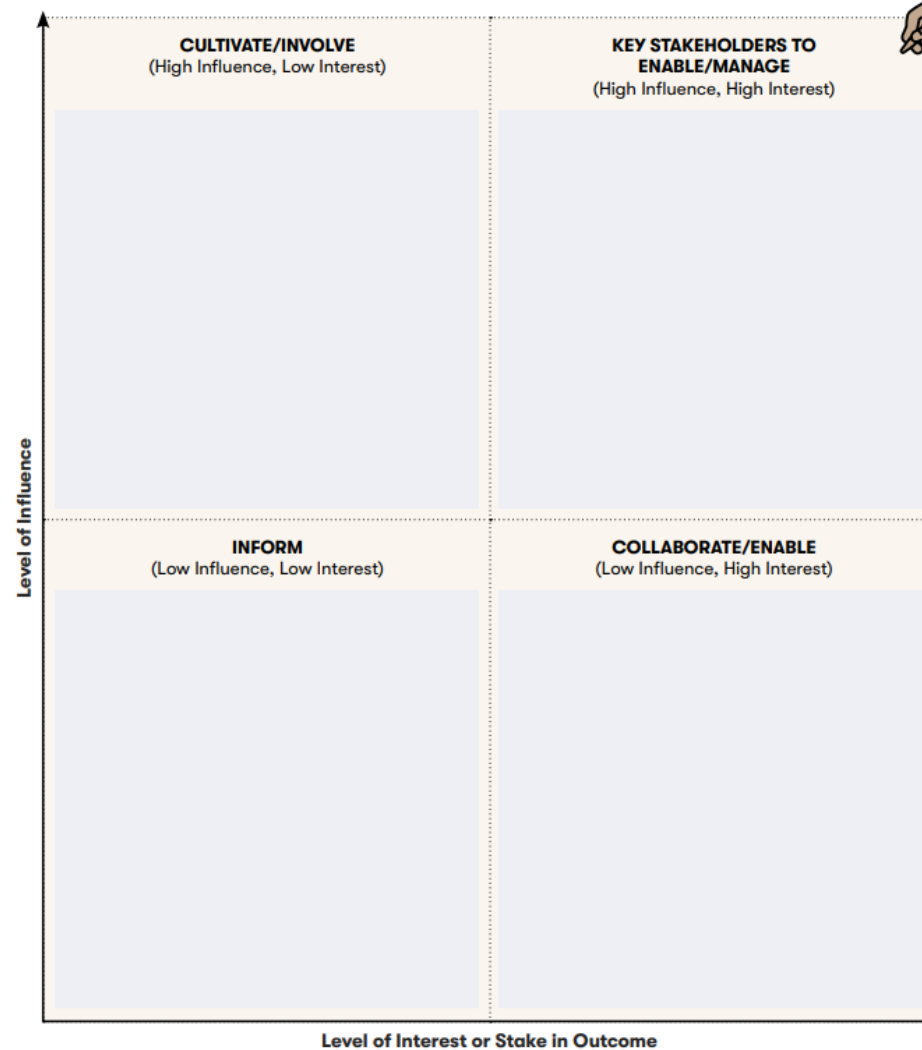 CULTIVATE/INVOLVE
(High Influence, Low Interest)
KEY STAKEHOLDERS TO
ENABLE/MANAGE
(High Influence, High Interest)
Level of Influence
INFORM
(Low Influence, Low Interest)
COLLABORATE/ENABLE
(Low Influence, High Interest)
Level of Interest or Stake in Outcome